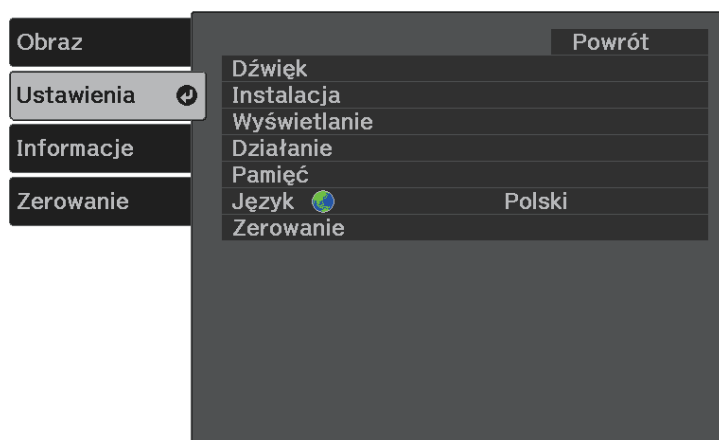 Obraz
Ustawienia
Informacje
Zerowanie
Powrót
Dźwięk
Instalacja
Wyświetlanie
Działanie
Pamięć
Język Polski
Zerowanie